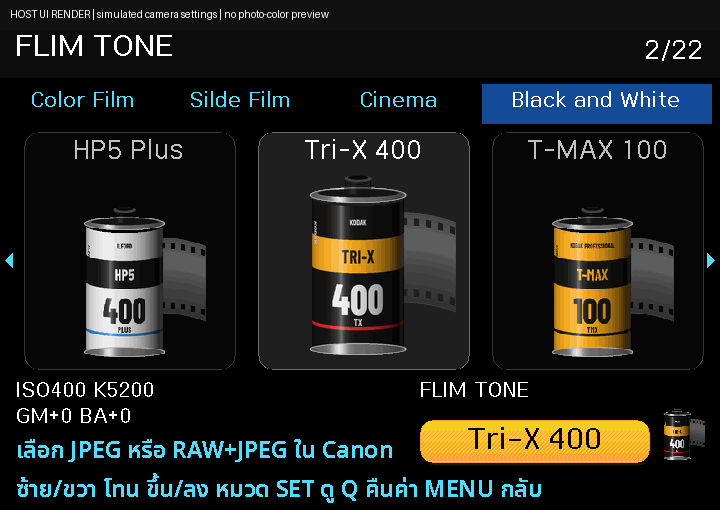 HOST UI RENDER | simulated camera settings | no photo-color preview
FLIM TONE
2/22
Color Film
Silde Film
Cinema
Black and White
HP5 Plus
Tri-X 400
T-MAX 100
ILFORD
HP5
400
PLUS
KODAK
KODAK
TRI-X
400
TX
KODAK PROFESSIONAL
T-MAX
100
TMX
ISO400 K5200
GM+0 BA+0
FLIM TONE
Tri-X 400
TRI-X
400
เลือก JPEG หรือ RAW+JPEG ใน Canon
ซ้าย/ขวา โทน ขึ้น/ลง หมวด SET ดู Q คืนค่า MENU กลับ